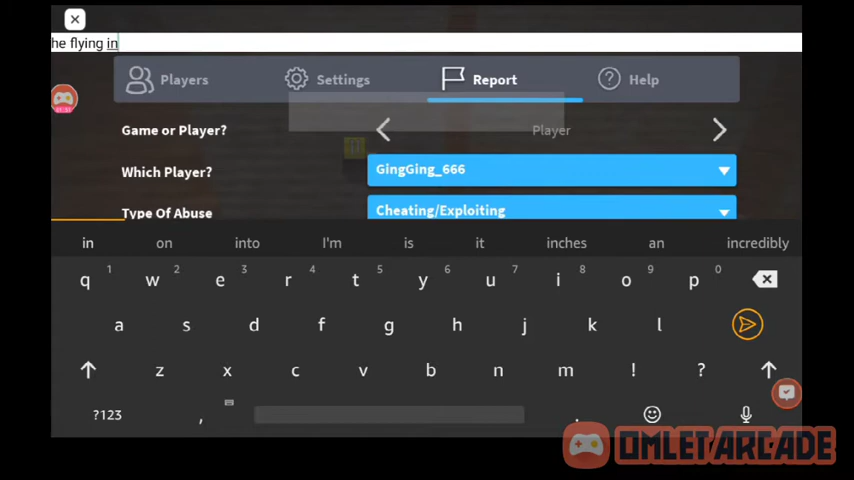 he flying in
Players
Settings
Report
Help
Game or Player?
Player
Which Player?
GingGing_666
Type Of Abuse
Cheating/Exploiting
in on into I'm is it inches an incredibly
q 1 w 2 e 3 r 4 t 5 y 6 u 7 i 8 o 9 p 0
a s d f g h j k l
z x c v b n m ! ?
?123 , .
OMLET ARCADE